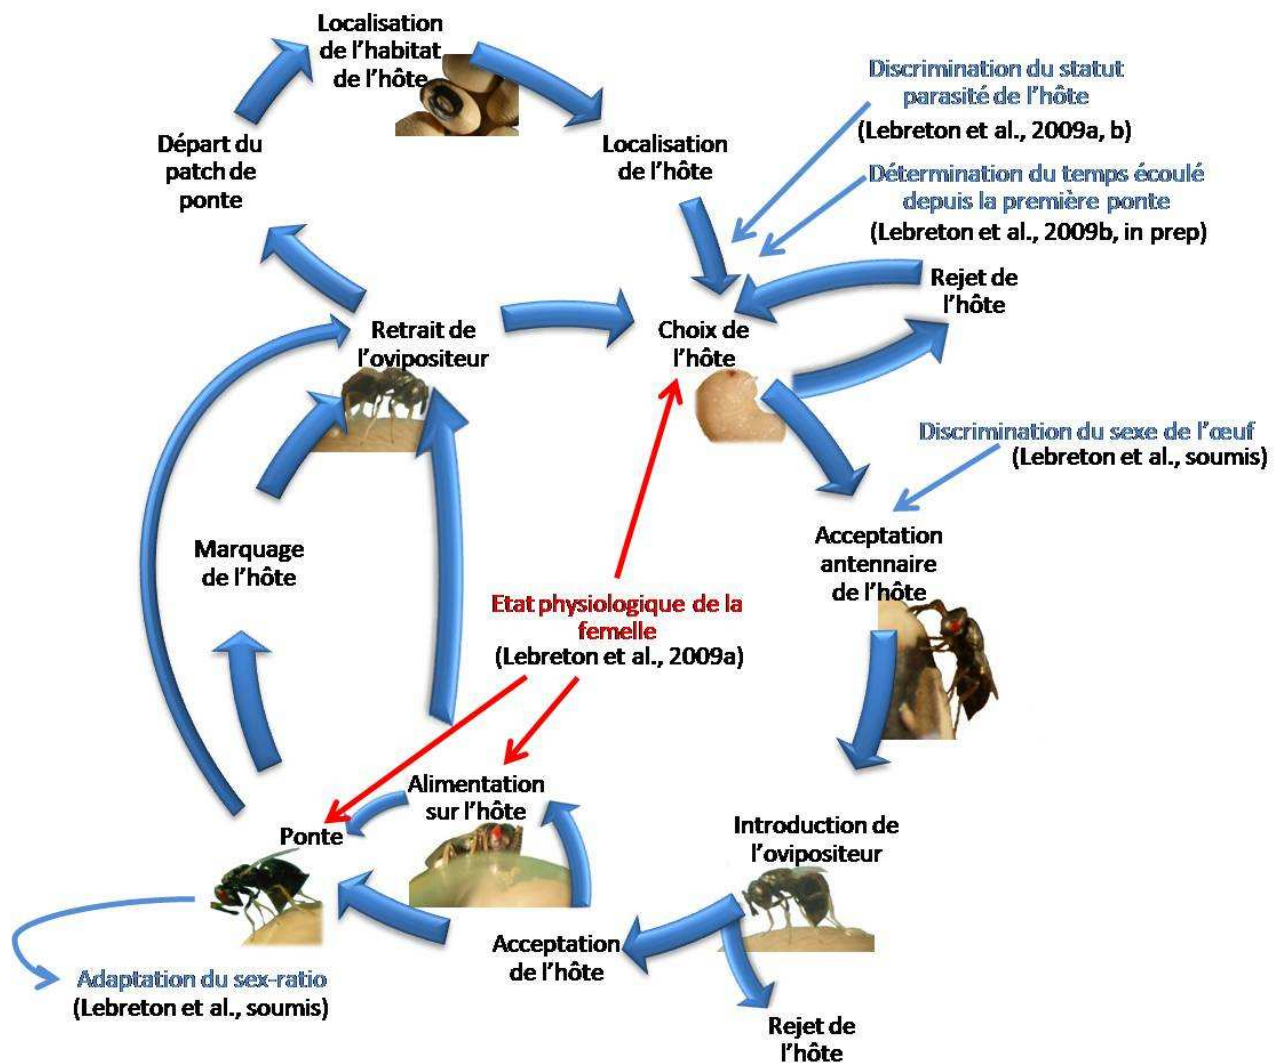 Localisation
de l'habitat
de l'hôte
Discrimination du statut
parasité de l'hôte
(Lebreton et al., 2009a, b)
Départ du
patch de
ponte
Localisation
de l'hôte
Détermination du temps écoulé
depuis la première ponte
(Lebreton et al., 2009b, in prep)
Rejet de
l'hôte
Retrait de
l'ovipositeur
Choix de
l'hôte
Discrimination du sexe de l'œuf
(Lebreton et al., soumis)
Acceptation
antennaire
de l'hôte
Marquage
de l'hôte
Etat physiologique de la
femelle
(Lebreton et al., 2009a)
Alimentation
sur l'hôte
Ponte
Introduction de
l'ovipositeur
Acceptation
de l'hôte
Adaptation du sex-ratio
(Lebreton et al., soumis)
Rejet de
l'hôte